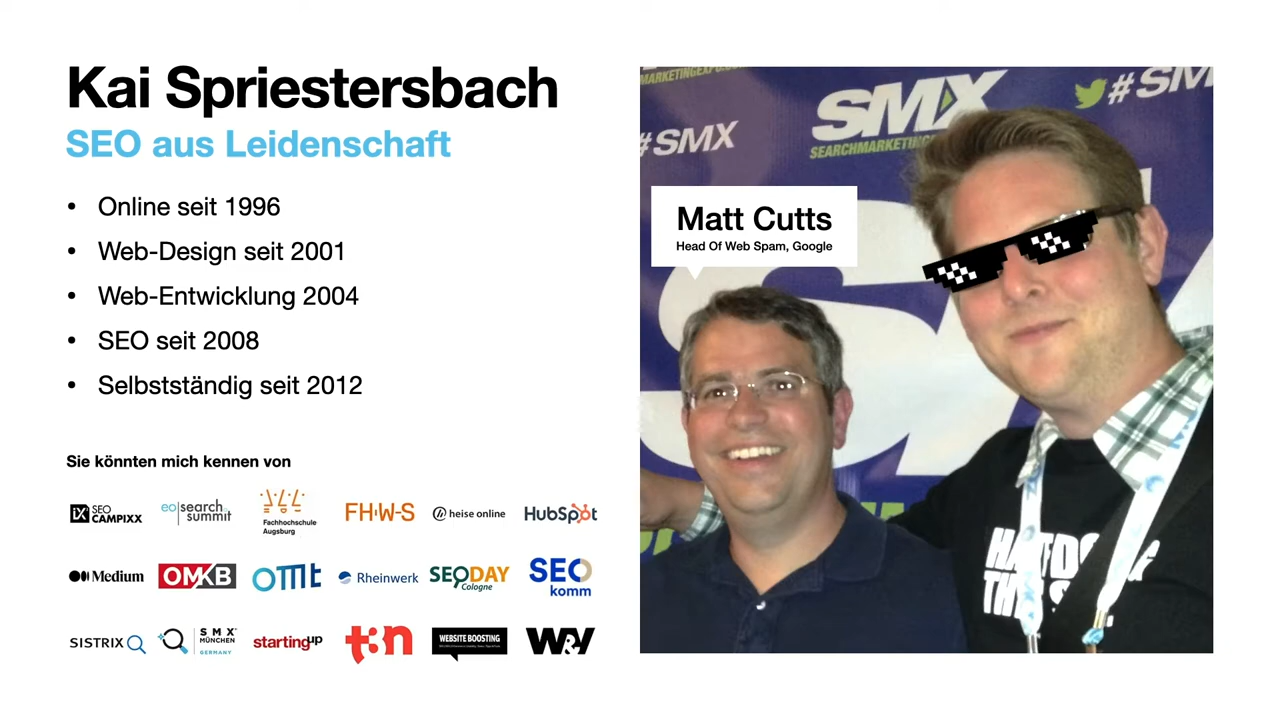 Kai Spriestersbach
SEO aus Leidenschaft
• Online seit 1996
• Web-Design seit 2001
• Web-Entwicklung 2004
• SEO seit 2008
• Selbstständig seit 2012
Sie könnten mich kennen von
SEO
CAMPIXX
eo search
summit
Fachhochschule
Augsburg
FHWS
heise online
HubSpot
Medium
OMKB
OMT
Rheinwerk
SEODAY
Cologne
SEO
komm
SISTRIX
SMX
MÜNCHEN
GERMANY
startingup
t3n
WEBSITE BOOSTING
W&V
#SMX
SMX
#SM
Matt Cutts
Head Of Web Spam, Google